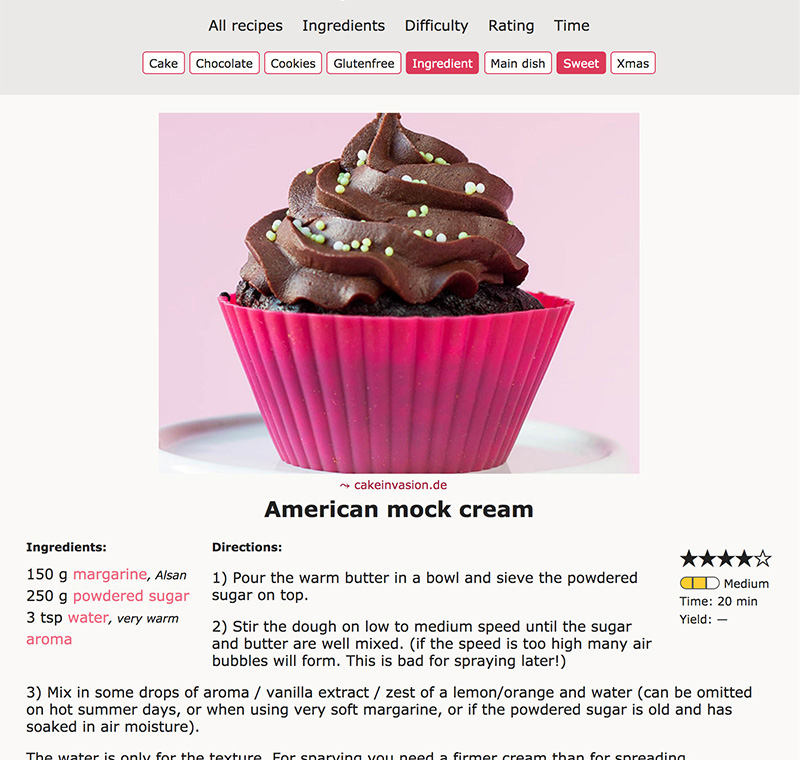 All recipes Ingredients Difficulty Rating Time
Cake Chocolate Cookies Glutenfree Ingredient Main dish Sweet Xmas
⤳ cakeinvasion.de
American mock cream
Ingredients:
150 g margarine, Alsan
250 g powdered sugar
3 tsp water, very warm
aroma
Directions:
1) Pour the warm butter in a bowl and sieve the powdered
sugar on top.
2) Stir the dough on low to medium speed until the sugar
and butter are well mixed. (if the speed is too high many air
bubbles will form. This is bad for spraying later!)
★★★★☆
Medium
Time: 20 min
Yield: —
3) Mix in some drops of aroma / vanilla extract / zest of a lemon/orange and water (can be omitted
on hot summer days, or when using very soft margarine, or if the powdered sugar is old and has
soaked in air moisture).
The water is only for the texture. For spraying you need a firmer cream than for spreading.